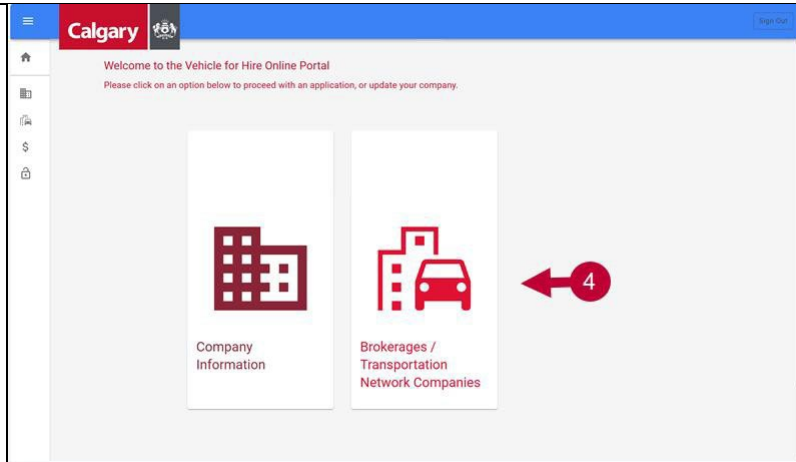 Sign Out
Calgary
Welcome to the Vehicle for Hire Online Portal
Please click on an option below to proceed with an application, or update your company.
$
4
Company
Information
Brokerages /
Transportation
Network Companies